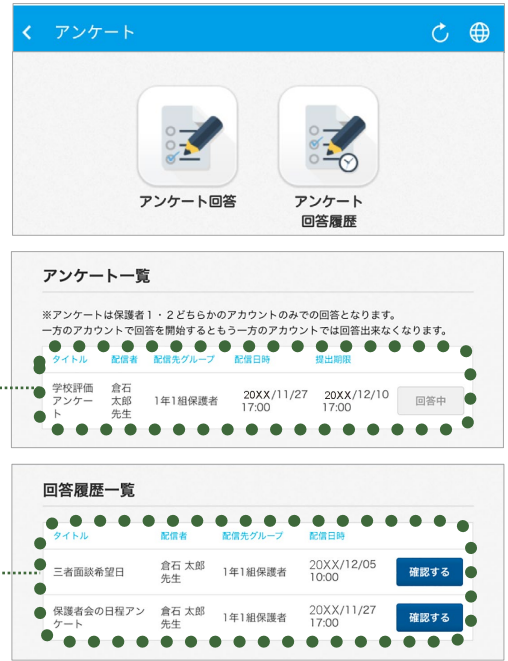 アンケート
アンケート回答
アンケート
回答履歴
アンケート一覧
※アンケートは保護者1・2どちらかのアカウントのみでの回答となります。
一方のアカウントで回答を開始するともう一方のアカウントでは回答出来なくなります。
タイトル 配信者 配信先グループ 配信日時 提出期限
学校評価
アンケー
ト
倉石
太郎
先生
1年1組保護者
20XX/11/27
17:00
20XX/12/10
17:00
回答中
回答履歴一覧
タイトル 配信者 配信先グループ 配信日時
三者面談希望日
倉石 太郎
先生
1年1組保護者
20XX/12/05
10:00
確認する
保護者会の日程アン
ケート
倉石 太郎
先生
1年1組保護者
20XX/11/27
17:00
確認する